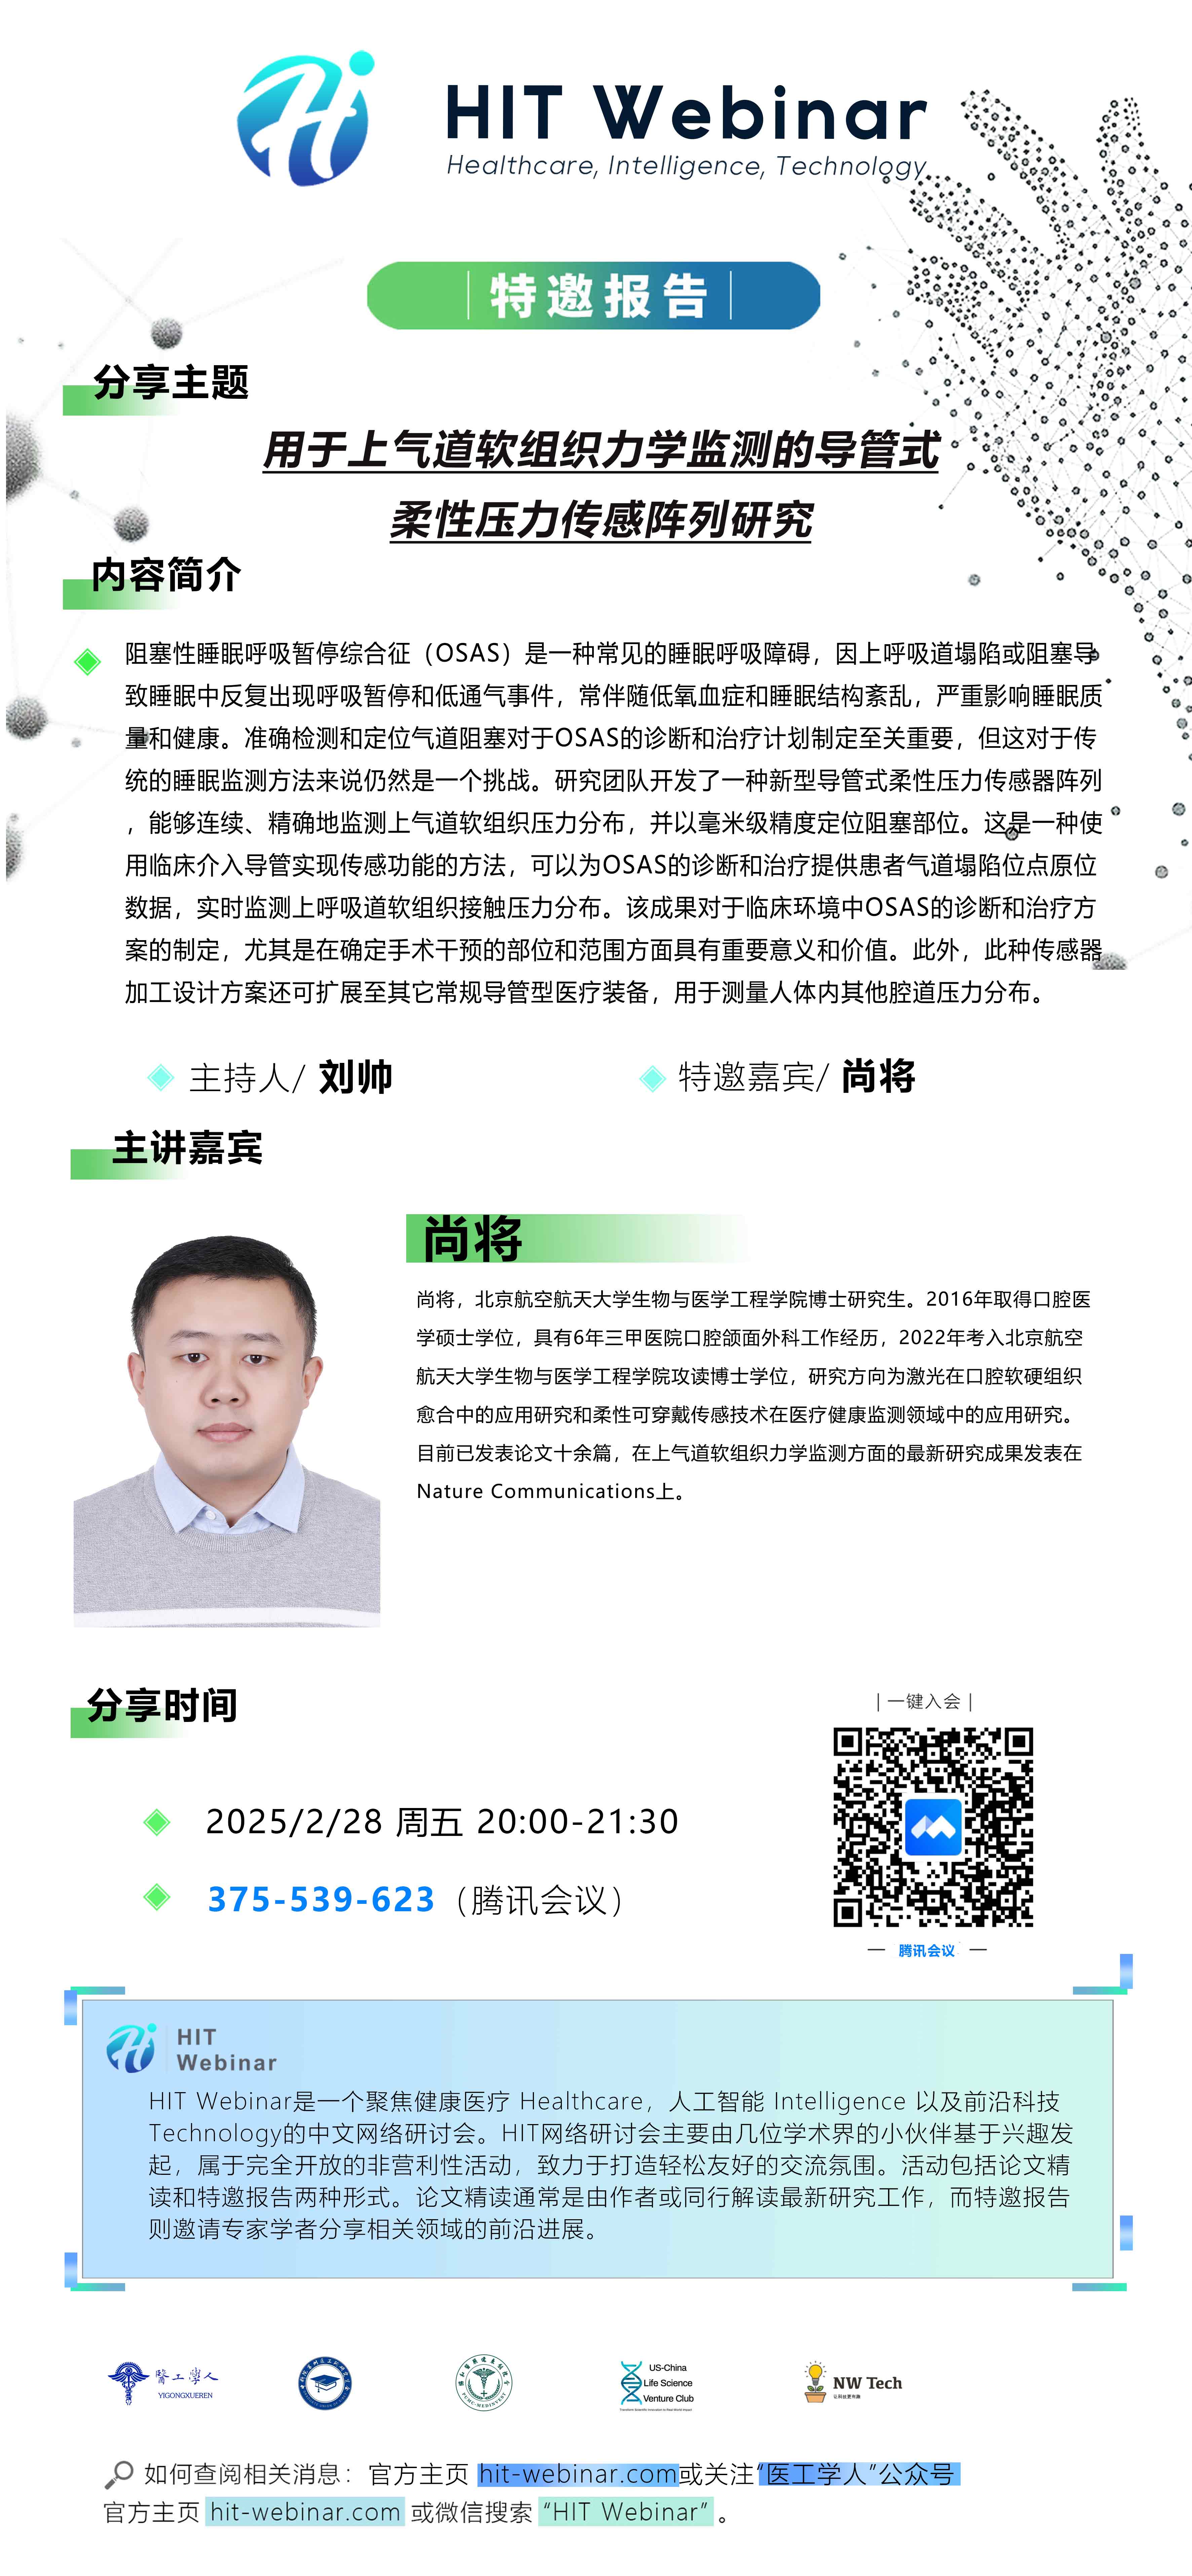 HIT Webinar
Healthcare, Intelligence, Technology
特邀报告
分享主题
用于上气道软组织力学监测的导管式
柔性压力传感阵列研究
内容简介
阻塞性睡眠呼吸暂停综合征（OSAS）是一种常见的睡眠呼吸障碍，因上呼吸道塌陷或阻塞导
致睡眠中反复出现呼吸暂停和低通气事件，常伴随低氧血症和睡眠结构紊乱，严重影响睡眠质
量和健康。准确检测和定位气道阻塞对于OSAS的诊断和治疗计划制定至关重要，但这对于传
统的睡眠监测方法来说仍然是一个挑战。研究团队开发了一种新型导管式柔性压力传感器阵列
，能够连续、精确地监测上气道软组织压力分布，并以毫米级精度定位阻塞部位。这是一种使
用临床介入导管实现传感功能的方法，可以为OSAS的诊断和治疗提供患者气道塌陷位点原位
数据，实时监测上呼吸道软组织接触压力分布。该成果对于临床环境中OSAS的诊断和治疗方
案的制定，尤其是在确定手术干预的部位和范围方面具有重要意义和价值。此外，此种传感器
加工设计方案还可扩展至其它常规导管型医疗装备，用于测量人体内其他腔道压力分布。
主持人/ 刘帅
特邀嘉宾/ 尚将
主讲嘉宾
尚将
尚将，北京航空航天大学生物与医学工程学院博士研究生。2016年取得口腔医
学硕士学位，具有6年三甲医院口腔颌面外科工作经历，2022年考入北京航空
航天大学生物与医学工程学院攻读博士学位，研究方向为激光在口腔软硬组织
愈合中的应用研究和柔性可穿戴传感技术在医疗健康监测领域中的应用研究。
目前已发表论文十余篇，在上气道软组织力学监测方面的最新研究成果发表在
Nature Communications上。
分享时间
| 一键入会 |
2025/2/28 周五 20:00-21:30
375-539-623（腾讯会议）
腾讯会议
HIT
Webinar
HIT Webinar是一个聚焦健康医疗 Healthcare，人工智能 Intelligence 以及前沿科技
Technology的中文网络研讨会。HIT网络研讨会主要由几位学术界的小伙伴基于兴趣发
起，属于完全开放的非营利性活动，致力于打造轻松友好的交流氛围。活动包括论文精
读和特邀报告两种形式。论文精读通常是由作者或同行解读最新研究工作，而特邀报告
则邀请专家学者分享相关领域的前沿进展。
醫工學人
YIGONGXUEREN
US-China
Life Science
Venture Club
NW Tech
如何查阅相关消息：官方主页 hit-webinar.com或关注“医工学人”公众号
官方主页 hit-webinar.com 或微信搜索 “HIT Webinar” 。